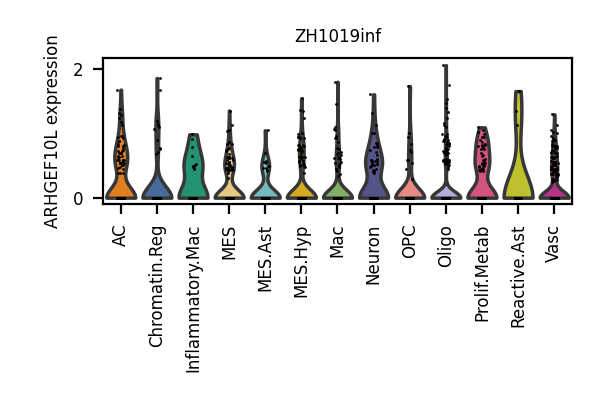 ZH1019inf
ARHGEF10L expression
2
0
AC
Chromatin.Reg
Inflammatory.Mac
MES
MES.Ast
MES.Hyp
Mac
Neuron
OPC
Oligo
Prolif.Metab
Reactive.Ast
Vasc